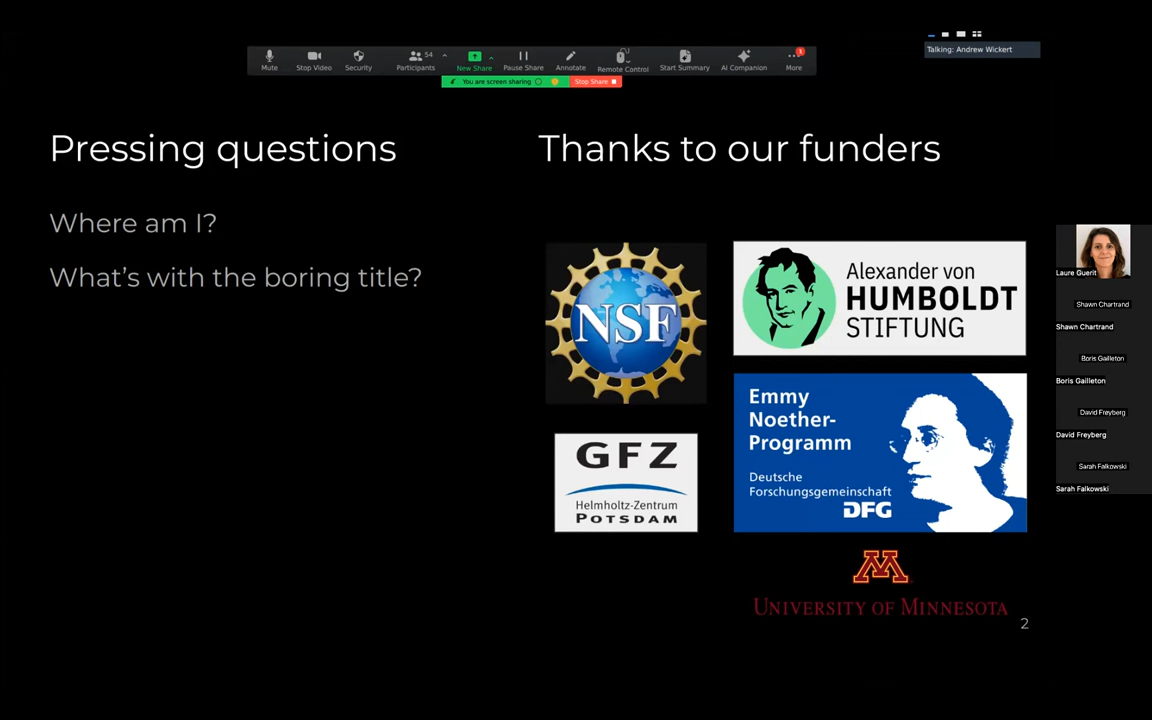 Talking: Andrew Wickert
Mute
Stop Video
Security
Participants
54
New Share
Pause Share
Annotate
Remote Control
Start Summary
AI Companion
More
1
You are screen sharing
Stop Share
Pressing questions
Where am I?
What's with the boring title?
Thanks to our funders
NSF
Alexander von
HUMBOLDT
STIFTUNG
Emmy
Noether-
Programm
Deutsche
Forschungsgemeinschaft
DFG
GFZ
Helmholtz-Zentrum
POTSDAM
M
UNIVERSITY OF MINNESOTA
2
Laure Guerit
Shawn Chartrand
Shawn Chartrand
Boris Gailleton
Boris Gailleton
David Freyberg
David Freyberg
Sarah Falkowski
Sarah Falkowski